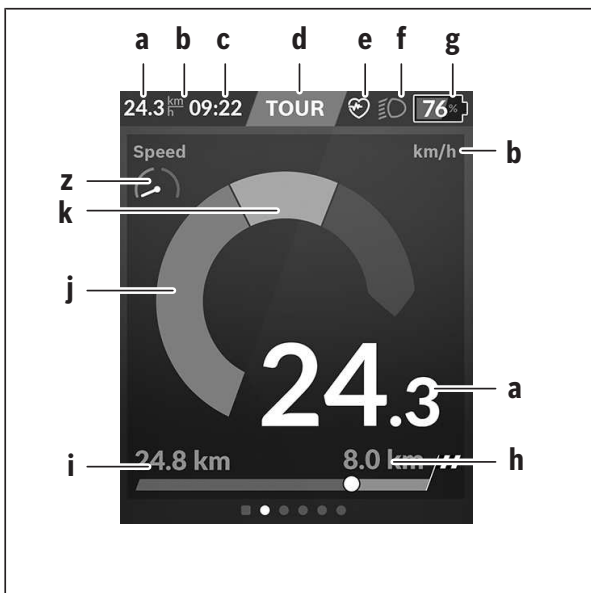 a b c d e f g
24.3 km/h 09:22 TOUR 76%
Speed km/h b
z
k
j
24.3 a
i 24.8 km 8.0 km h